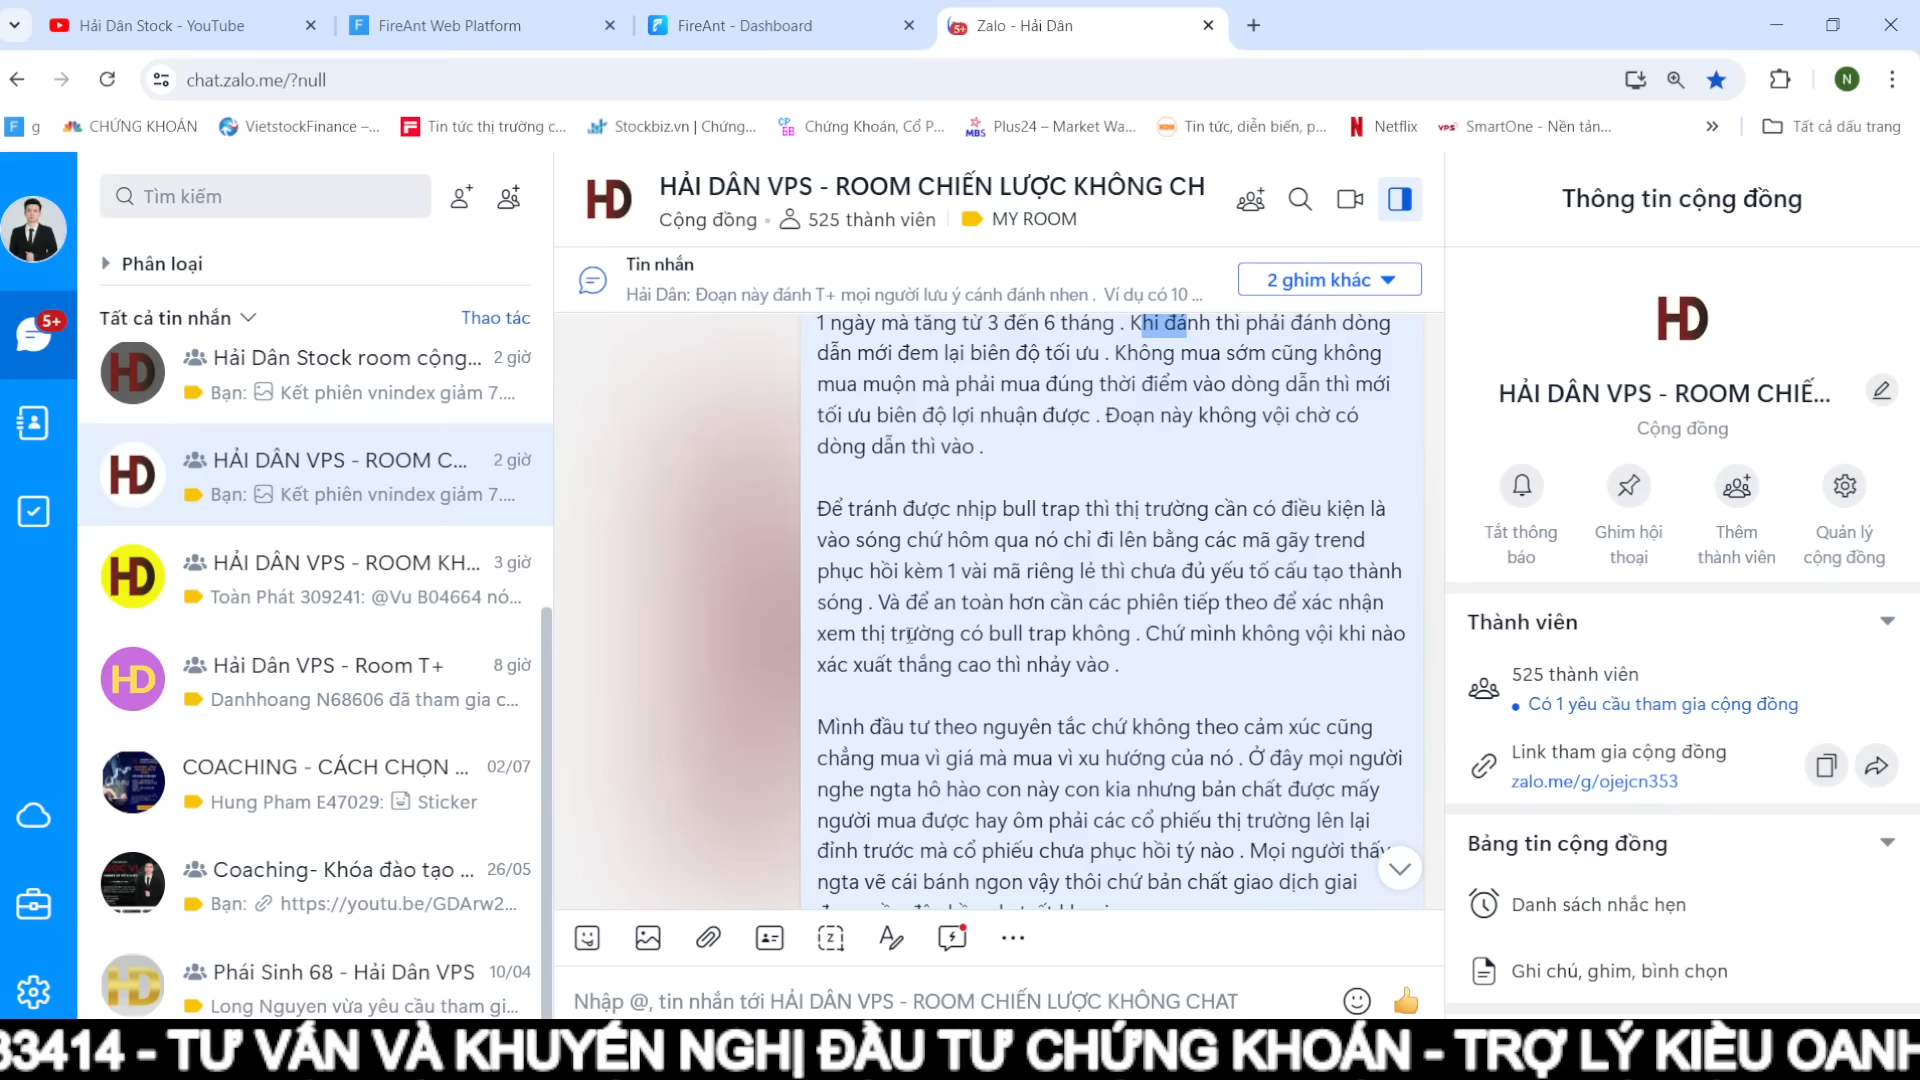 Hải Dân Stock - YouTube
FireAnt Web Platform
FireAnt - Dashboard
Zalo - Hải Dân
chat.zalo.me/?null
N
g
CHỨNG KHOÁN
VietstockFinance –...
Tin tức thị trường c...
Stockbiz.vn | Chứng...
Chứng Khoán, Cổ P...
Plus24 – Market Wa...
Tin tức, diễn biến, p...
Netflix
SmartOne - Nền tản...
Tất cả dấu trang
Tìm kiếm
Phân loại
Tất cả tin nhắn
Thao tác
5+
Hải Dân Stock room cộng... 2 giờ
Bạn: Kết phiên vnindex giảm 7....
HẢI DÂN VPS - ROOM C... 2 giờ
Bạn: Kết phiên vnindex giảm 7....
HẢI DÂN VPS - ROOM KH... 3 giờ
Toàn Phát 309241: @Vu B04664 nó...
Hải Dân VPS - Room T+ 8 giờ
Danhhoang N68606 đã tham gia c...
COACHING - CÁCH CHỌN ... 02/07
Hung Pham E47029: Sticker
Coaching- Khóa đào tạo ... 26/05
Bạn: https://youtu.be/GDArw2...
Phái Sinh 68 - Hải Dân VPS 10/04
Long Nguyen vừa yêu cầu tham gi...
HD
HẢI DÂN VPS - ROOM CHIẾN LƯỢC KHÔNG CH
Cộng đồng 525 thành viên MY ROOM
Tin nhắn
Hải Dân: Đoạn này đánh T+ mọi người lưu ý cánh đánh nhen . Ví dụ có 10 ...
2 ghim khác
1 ngày mà tăng từ 3 đến 6 tháng . Khi đánh thì phải đánh dòng
dẫn mới đem lại biên độ tối ưu . Không mua sớm cũng không
mua muộn mà phải mua đúng thời điểm vào dòng dẫn thì mới
tối ưu biên độ lợi nhuận được . Đoạn này không vội chờ có
dòng dẫn thì vào .
Để tránh được nhịp bull trap thì thị trường cần có điều kiện là
vào sóng chứ hôm qua nó chỉ đi lên bằng các mã gãy trend
phục hồi kèm 1 vài mã riêng lẻ thì chưa đủ yếu tố cấu tạo thành
sóng . Và để an toàn hơn cần các phiên tiếp theo để xác nhận
xem thị trường có bull trap không . Chứ mình không vội khi nào
xác xuất thắng cao thì nhảy vào .
Mình đầu tư theo nguyên tắc chứ không theo cảm xúc cũng
chẳng mua vì giá mà mua vì xu hướng của nó . Ở đây mọi người
nghe ngta hô hào con này con kia nhưng bản chất được mấy
người mua được hay ôm phải các cổ phiếu thị trường lên lại
đỉnh trước mà cổ phiếu chưa phục hồi tý nào . Mọi người thấy
ngta vẽ cái bánh ngon vậy thôi chứ bản chất giao dịch giai
Nhập @, tin nhắn tới HẢI DÂN VPS - ROOM CHIẾN LƯỢC KHÔNG CHAT
Thông tin cộng đồng
HD
HẢI DÂN VPS - ROOM CHIẾ...
Cộng đồng
Tắt thông báo
Ghim hội thoại
Thêm thành viên
Quản lý cộng đồng
Thành viên
525 thành viên
Có 1 yêu cầu tham gia cộng đồng
Link tham gia cộng đồng
zalo.me/g/ojejcn353
Bảng tin cộng đồng
Danh sách nhắc hẹn
Ghi chú, ghim, bình chọn
33414 - TƯ VẤN VÀ KHUYẾN NGHỊ ĐẦU TƯ CHỨNG KHOÁN - TRỢ LÝ KIỀU OANH